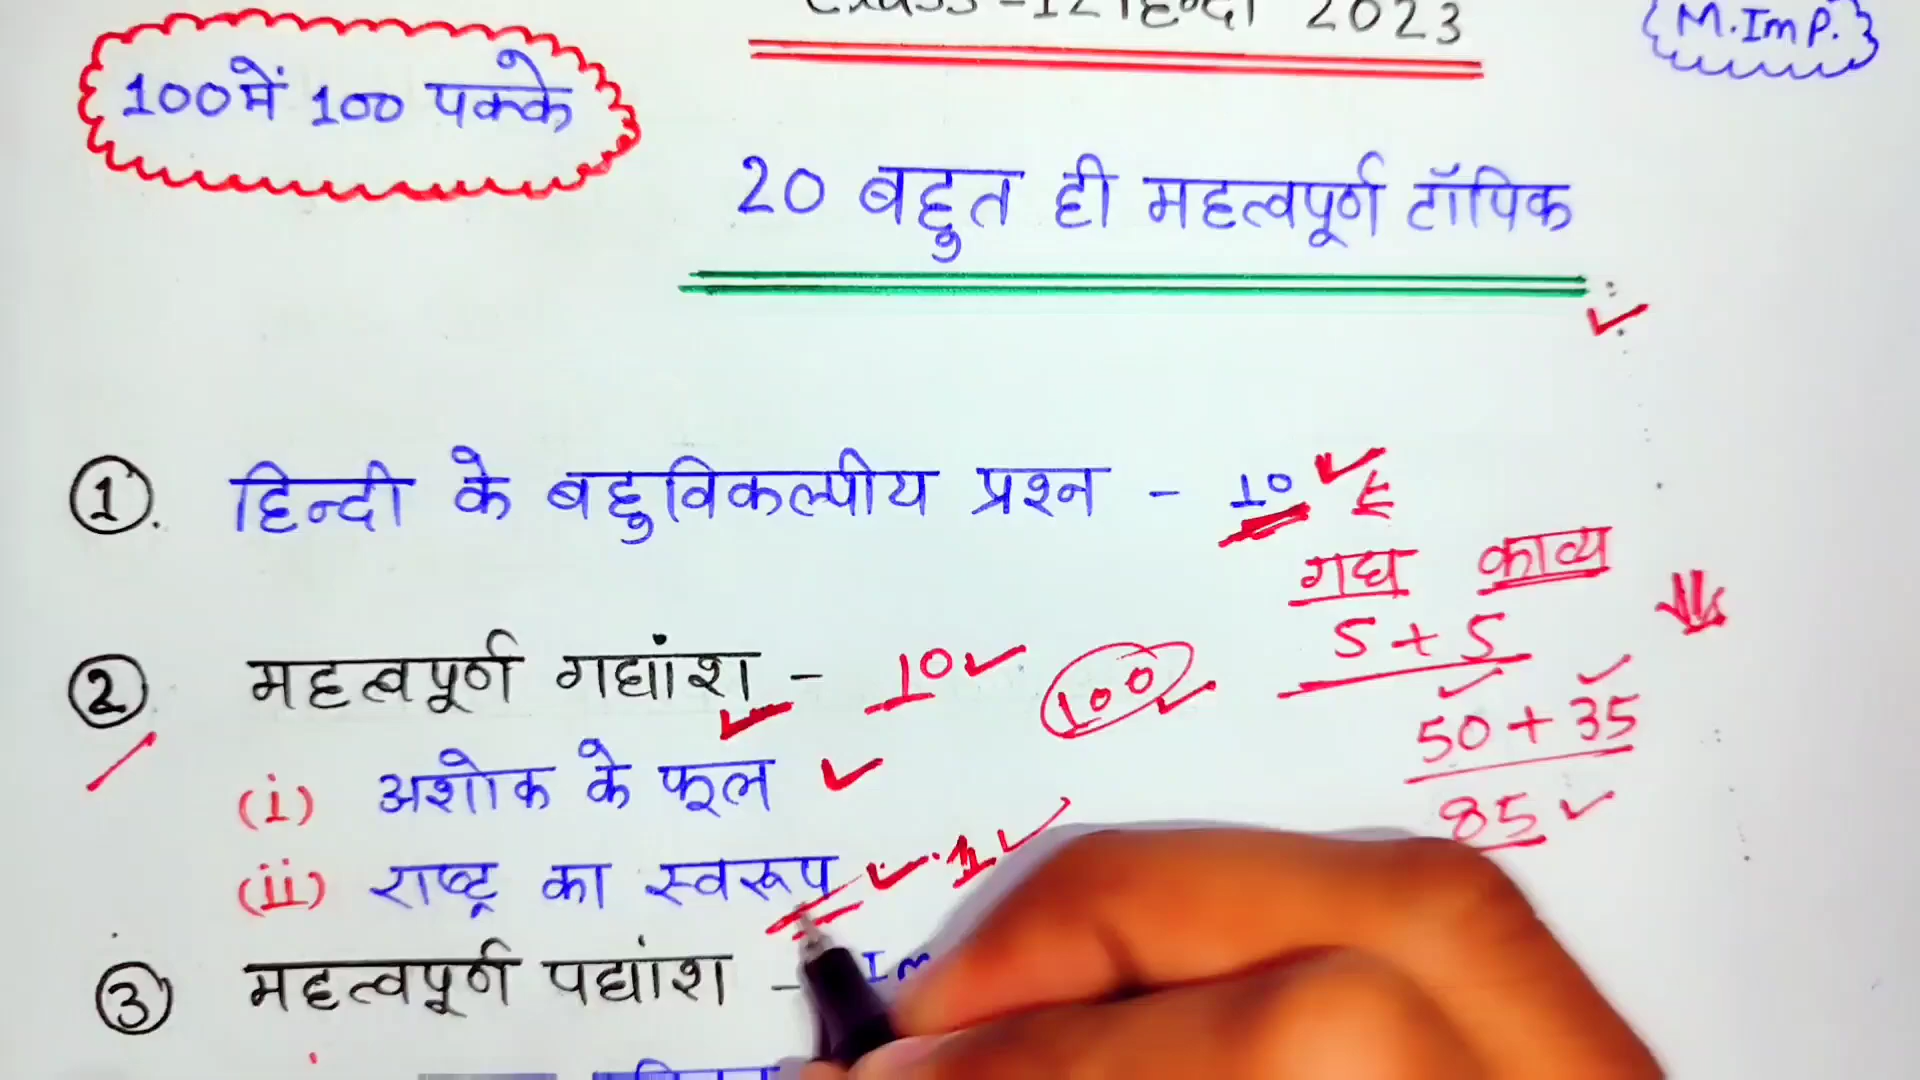 Class-12 हिन्दी 2023
{M.Imp.}
100 में 100 पक्के
20 बहुत ही महत्वपूर्ण टॉपिक
1. हिन्दी के बहुविकल्पीय प्रश्न - 10
गद्य काव्य
5 + 5
2 महत्वपूर्ण गद्यांश - 10
100
50 + 35
85
(i) अशोक के फूल
(ii) राष्ट्र का स्वरूप
3 महत्वपूर्ण पद्यांश -